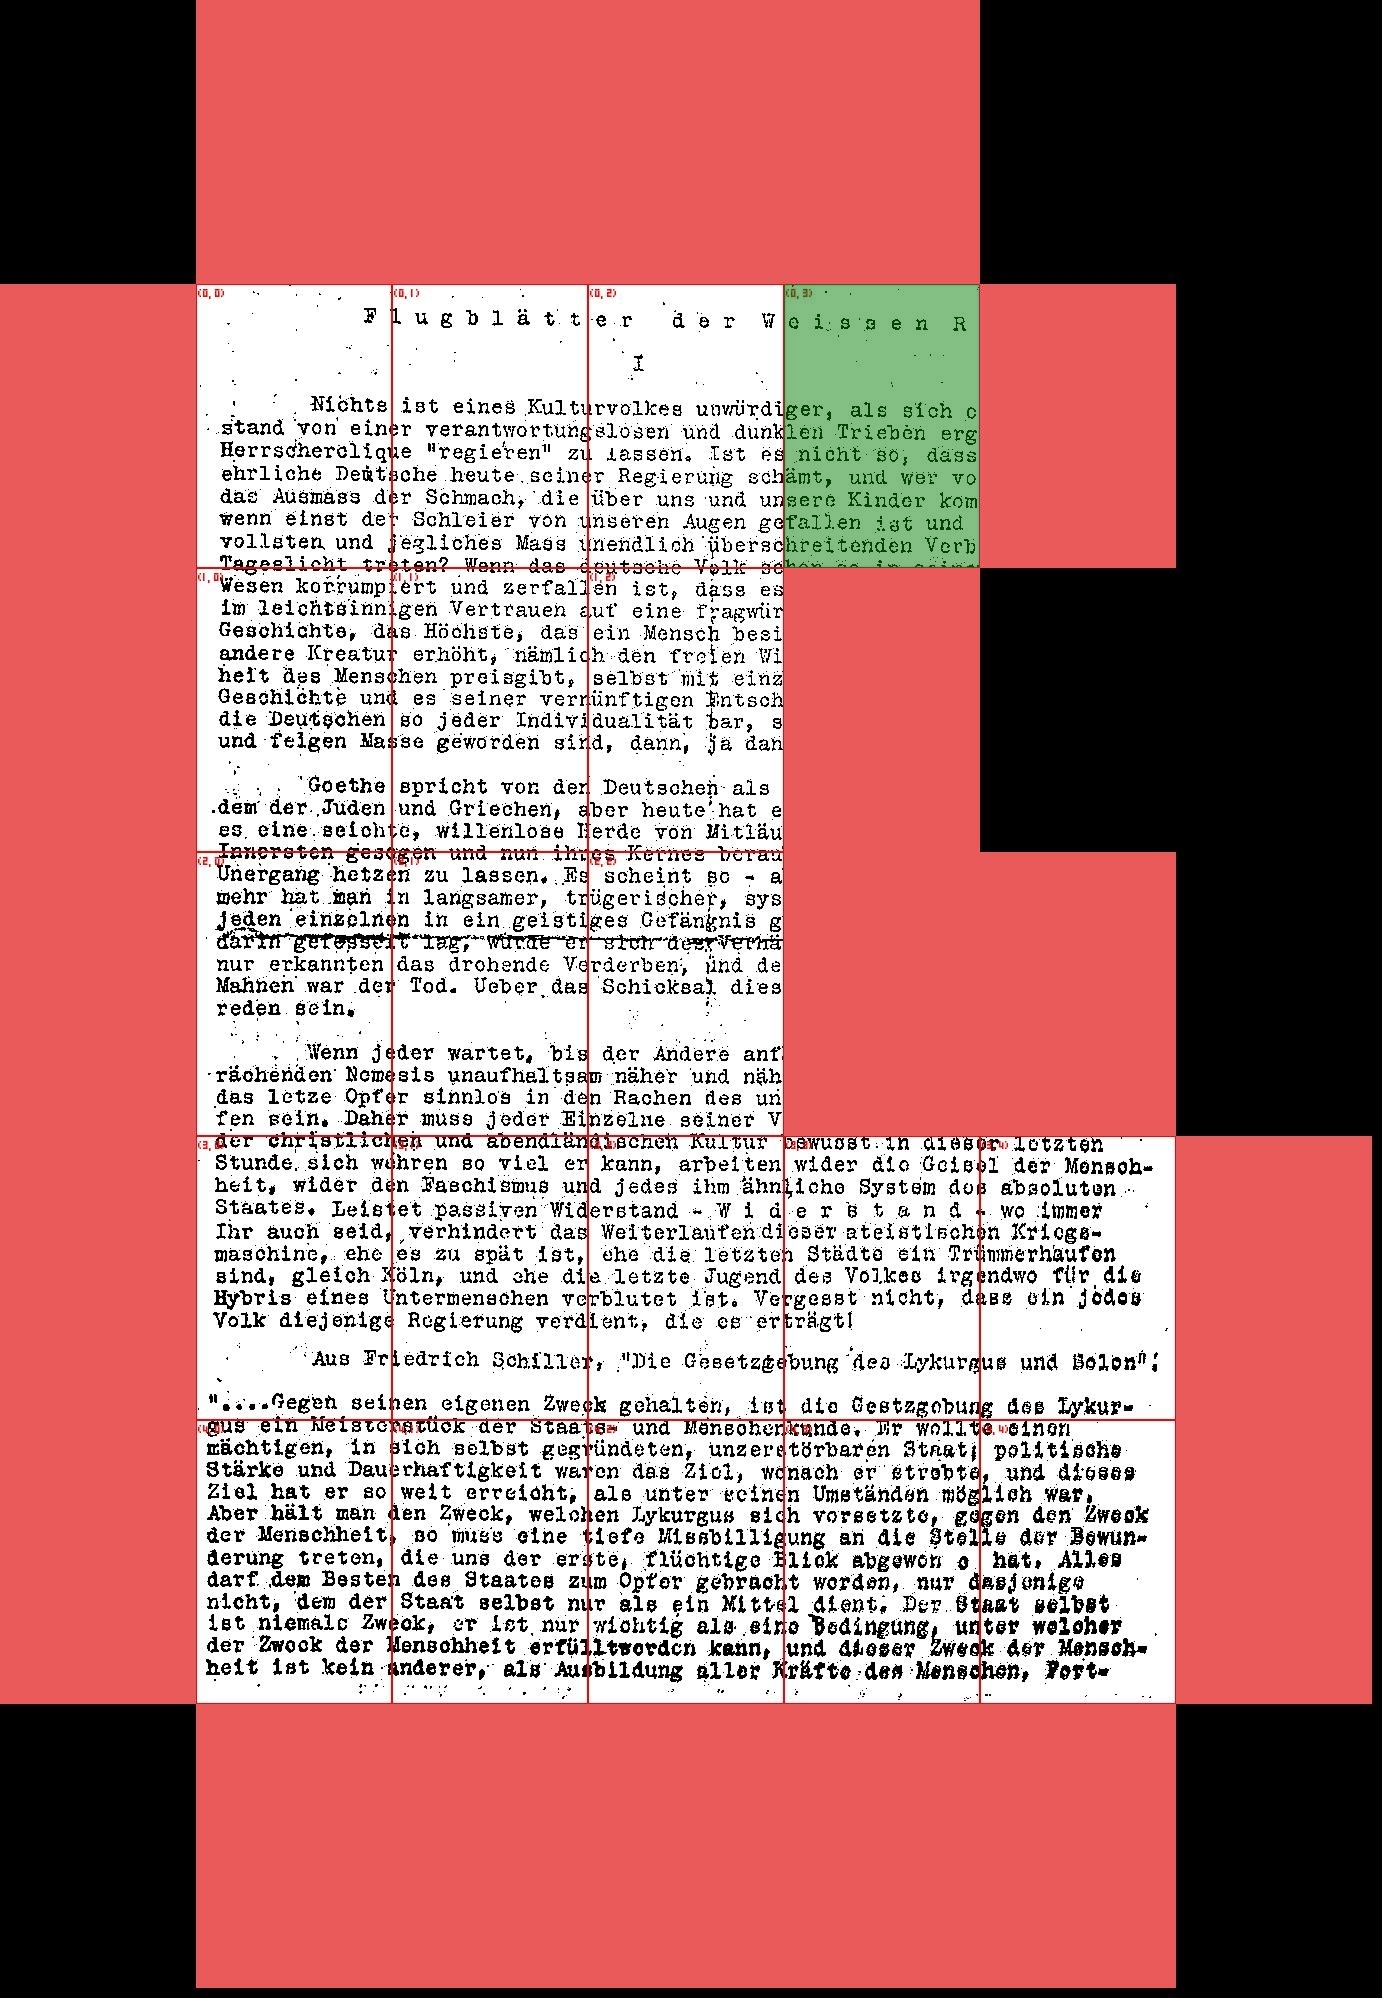 Flugblätter der Weissen R
I
Nichts ist eines Kulturvolkes unwürdiger, als sich
stand von einer verantwortungslosen und dunklen Trieben erg
Herrscherclique "regieren" zu lassen. Ist es nicht so, dass
ehrliche Deutsche heute seiner Regierung schämt, und wer vo
das Ausmass der Schmach, die über uns und unsere Kinder kom
wenn einst der Schleier von unseren Augen gefallen ist und
vollsten und jegliches Mass unendlich überschreitenden Verb
Tageslicht treten? Wenn das deutsche Volk schon so in seine
Wesen korrumpiert und zerfallen ist, dass es
im leichtsinnigen Vertrauen auf eine fragwür
Geschichte, das Höchste, das ein Mensch besi
andere Kreatur erhöht, nämlich den freien Wi
heit des Menschen preisgibt, selbst mit einz
Geschichte und es seiner vernünftigen Entsch
die Deutschen so jeder Individualität bar, s
und feigen Masse geworden sind, dann, ja dan
Goethe spricht von den Deutschen als
dem der Juden und Griechen, aber heute hat e
es eine seichte, willenlose Herde von Mitläu
Innersten gesogen und nun ihres Kernes berau
Unergang hetzen zu lassen. Es scheint so - a
mehr hat man in langsamer, trügerischer, sys
jeden einzelnen in ein geistiges Gefängnis g
darin gefesselt lag, wurde er sich des Verhä
nur erkannten das drohende Verderben, und de
Mahnen war der Tod. Ueber das Schicksal dies
reden sein.
Wenn jeder wartet, bis der Andere anf
rächenden Nemesis unaufhaltsam näher und näh
das letze Opfer sinnlos in den Rachen des un
fen sein. Daher muss jeder Einzelne seiner V
der christlichen und abendländischen Kultur bewusst in dieser letzten
Stunde sich wehren so viel er kann, arbeiten wider die Geisel der Mensch-
heit, wider den Faschismus und jedes ihm ähnliche System des absoluten
Staates. Leistet passiven Widerstand - W i d e r s t a n d - wo immer
Ihr auch seid, verhindert das Weiterlaufen dieser ateistischen Kriegs-
maschine, ehe es zu spät ist, ehe die letzten Städte ein Trümmerhaufen
sind, gleich Köln, und ehe die letzte Jugend des Volkes irgendwo für die
Hybris eines Untermenschen verblutet ist. Vergesst nicht, dass ein jedes
Volk diejenige Regierung verdient, die es erträgt!
Aus Friedrich Schiller, "Die Gesetzgebung des Lykurgus und Solon":
"....Gegen seinen eigenen Zweck gehalten, ist die Gestzgebung des Lykur-
gus ein Meisterstück der Staats- und Menschenkunde. Er wollte einen
mächtigen, in sich selbst gegründeten, unzerstörbaren Staat; politische
Stärke und Dauerhaftigkeit waren das Ziel, wonach er strebte, und dieses
Ziel hat er so weit erreicht, als unter seinen Umständen möglich war.
Aber hält man den Zweck, welchen Lykurgus sich vorsetzte, gegen den Zweck
der Menschheit, so muss eine tiefe Missbilligung an die Stelle der Bewun-
derung treten, die uns der erste, flüchtige Blick abgewon e hat. Alles
darf dem Besten des Staates zum Opfer gebracht werden, nur dasjenige
nicht, dem der Staat selbst nur als ein Mittel dient. Der Staat selbst
ist niemals Zweck, er ist nur wichtig als eine Bedingung, unter welcher
der Zweck der Menschheit erfülltwerden kann, und dieser Zweck der Mensch-
heit ist kein anderer, als Ausbildung aller Kräfte des Menschen, Fort-